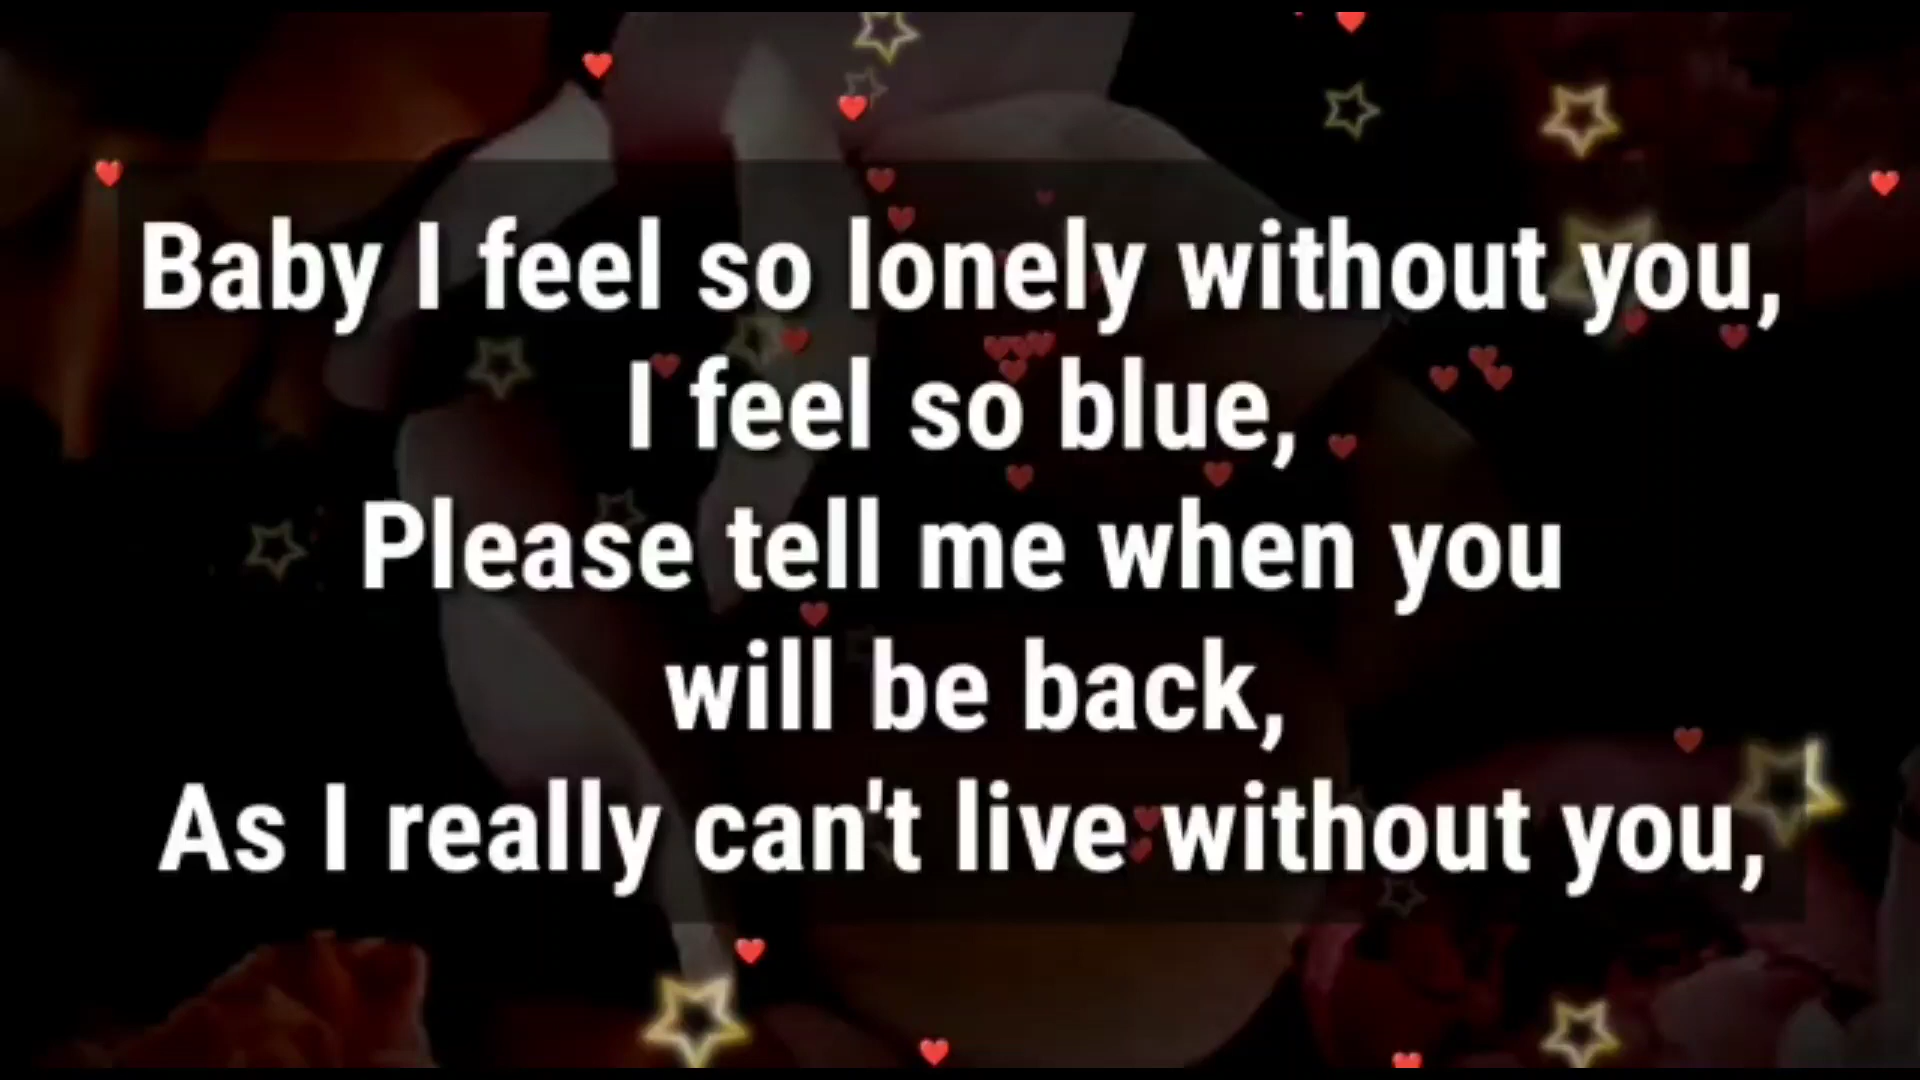 Baby I feel so lonely without you,
I feel so blue,
Please tell me when you
will be back,
As I really can't live without you,